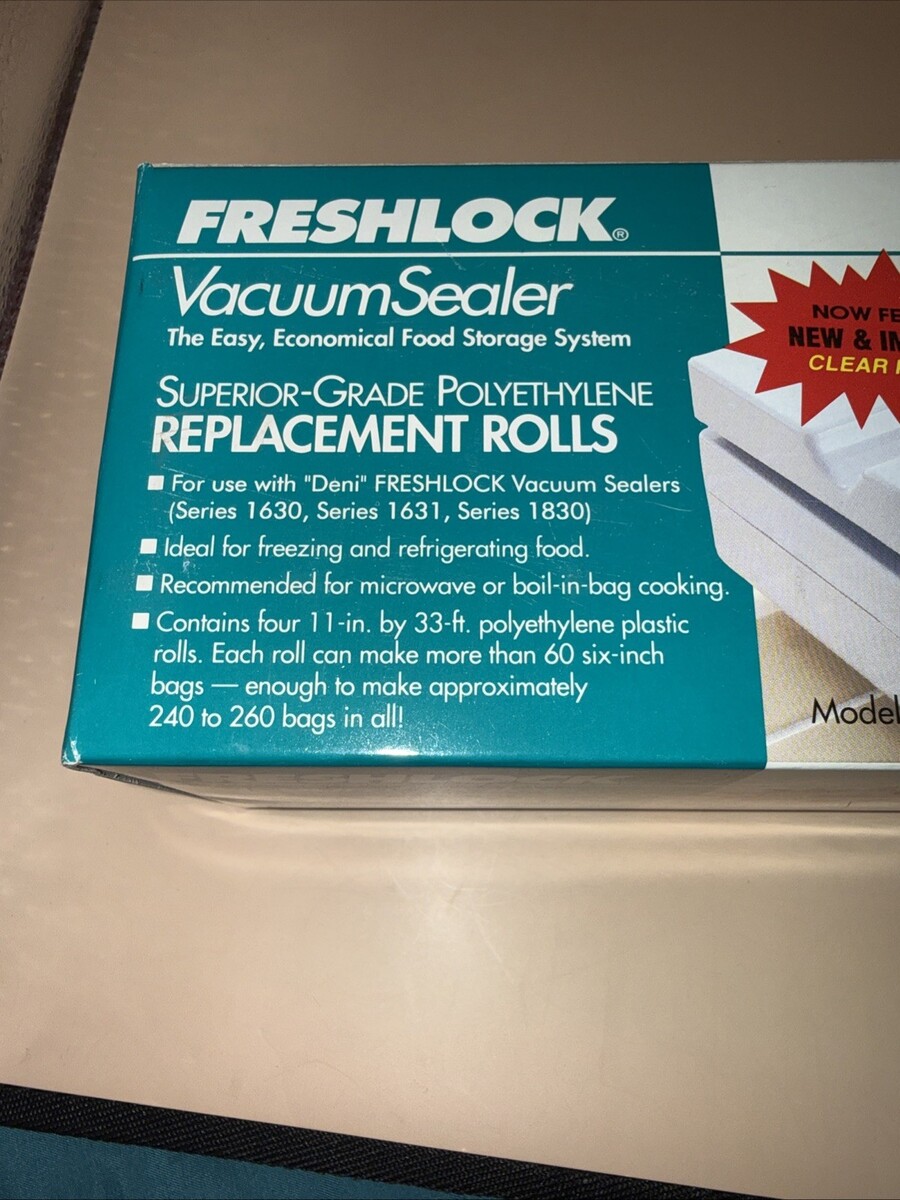 FRESHLOCK®
VacuumSealer
The Easy, Economical Food Storage System
SUPERIOR-GRADE POLYETHYLENE
REPLACEMENT ROLLS
■ For use with "Deni" FRESHLOCK Vacuum Sealers
(Series 1630, Series 1631, Series 1830)
■ Ideal for freezing and refrigerating food.
■ Recommended for microwave or boil-in-bag cooking.
■ Contains four 11-in. by 33-ft. polyethylene plastic
rolls. Each roll can make more than 60 six-inch
bags — enough to make approximately
240 to 260 bags in all!
NOW FE
NEW & IM
CLEAR
Model